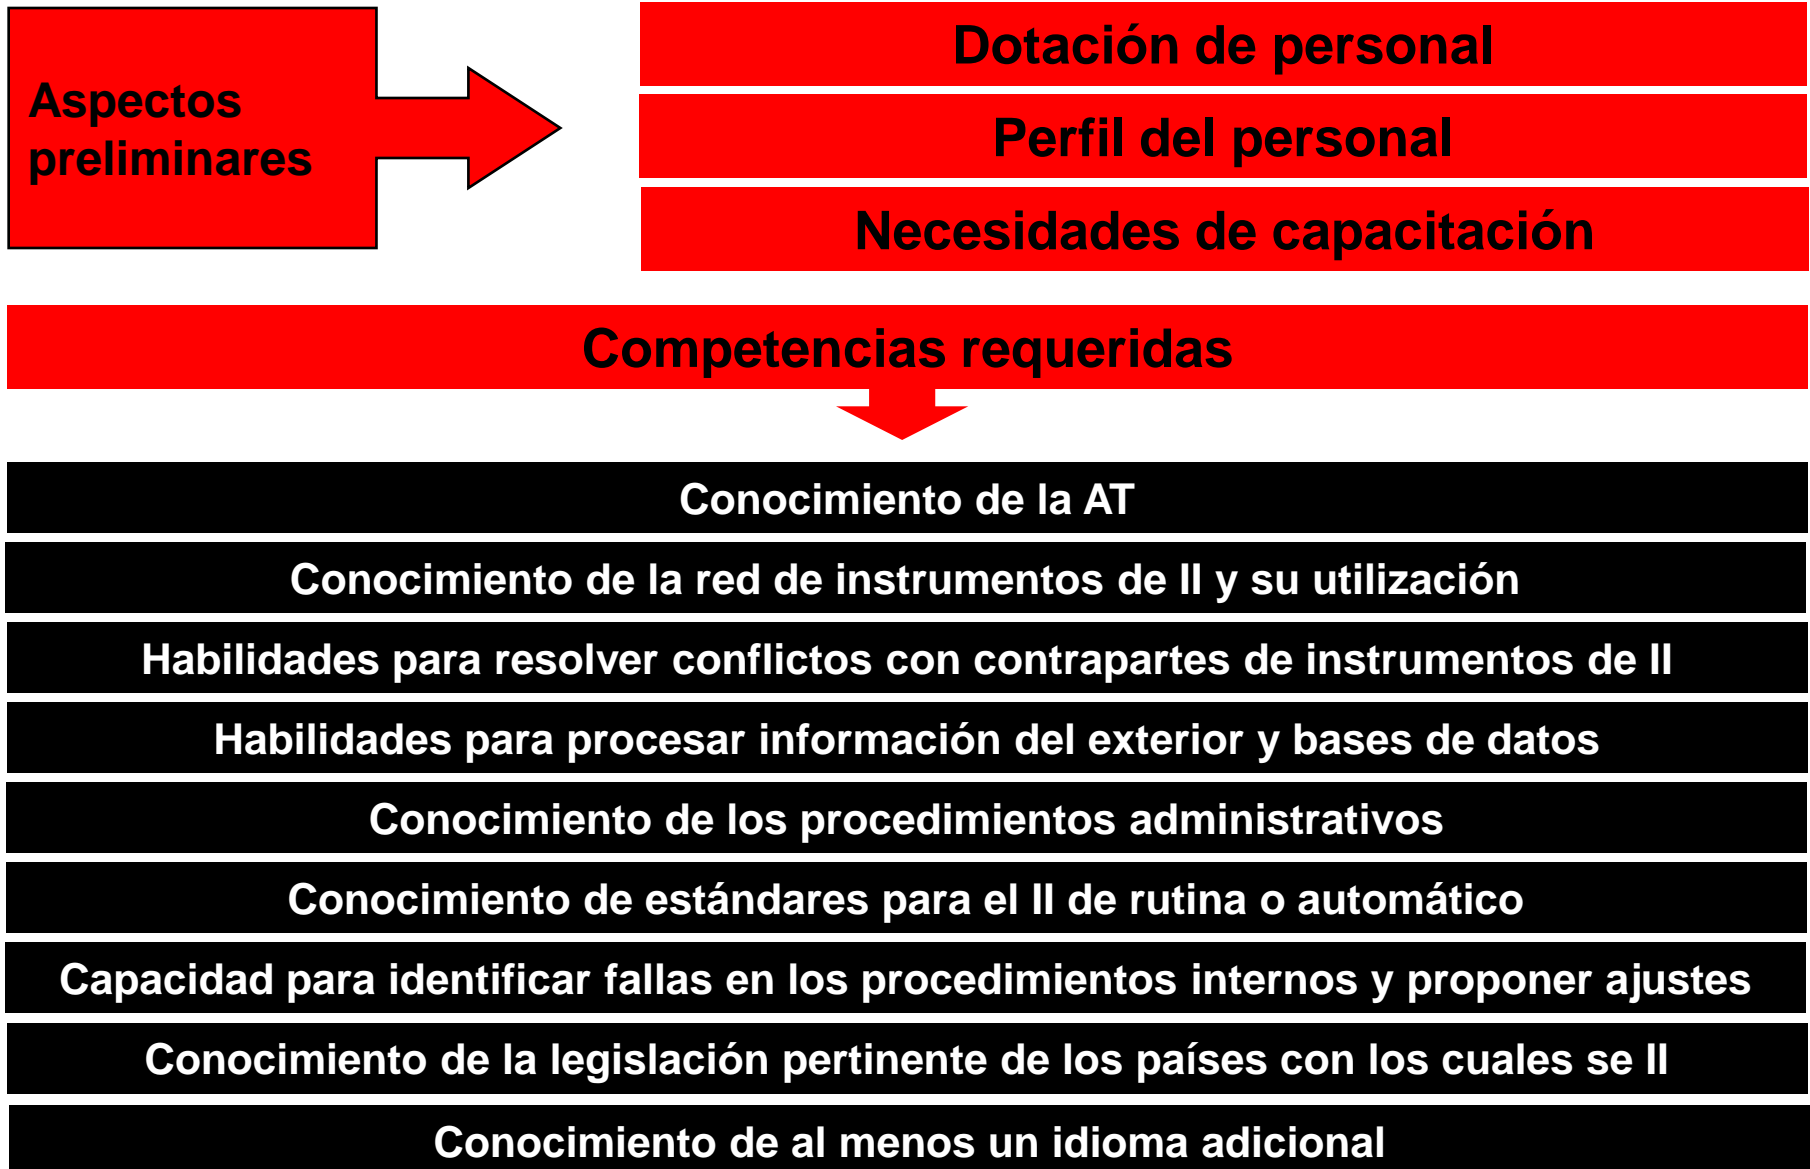 Aspectos
preliminares
Dotación de personal
Perfil del personal
Necesidades de capacitación
Competencias requeridas
Conocimiento de la AT
Conocimiento de la red de instrumentos de II y su utilización
Habilidades para resolver conflictos con contrapartes de instrumentos de II
Habilidades para procesar información del exterior y bases de datos
Conocimiento de los procedimientos administrativos
Conocimiento de estándares para el II de rutina o automático
Capacidad para identificar fallas en los procedimientos internos y proponer ajustes
Conocimiento de la legislación pertinente de los países con los cuales se II
Conocimiento de al menos un idioma adicional